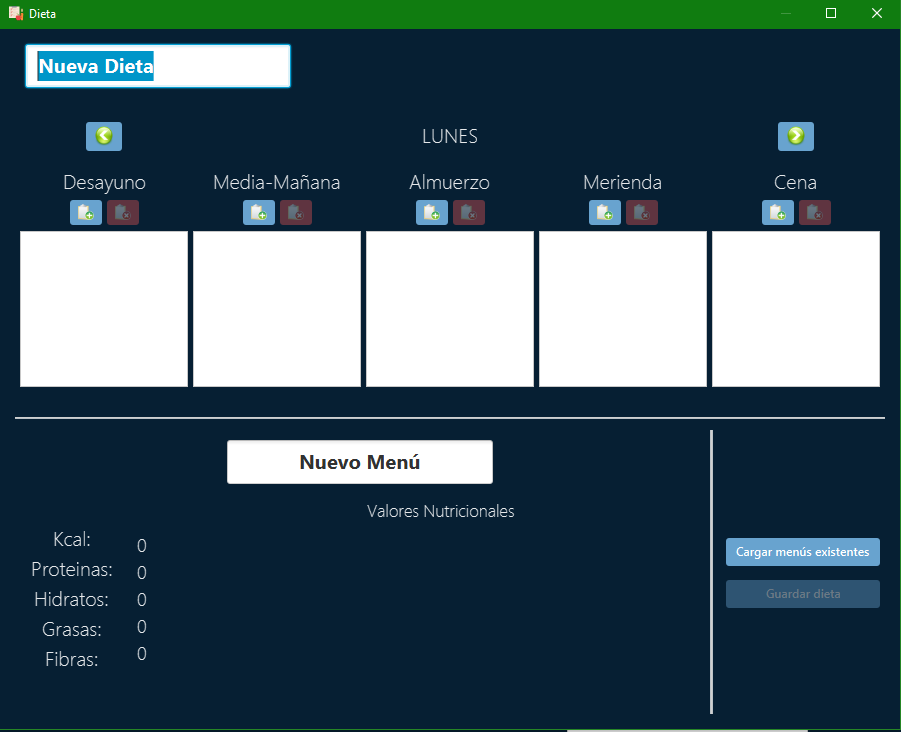 Dieta
Nueva Dieta
LUNES
Desayuno Media-Mañana Almuerzo Merienda Cena
Nuevo Menú
Valores Nutricionales
Kcal: 0
Proteinas: 0
Hidratos: 0
Grasas: 0
Fibras: 0
Cargar menús existentes
Guardar dieta